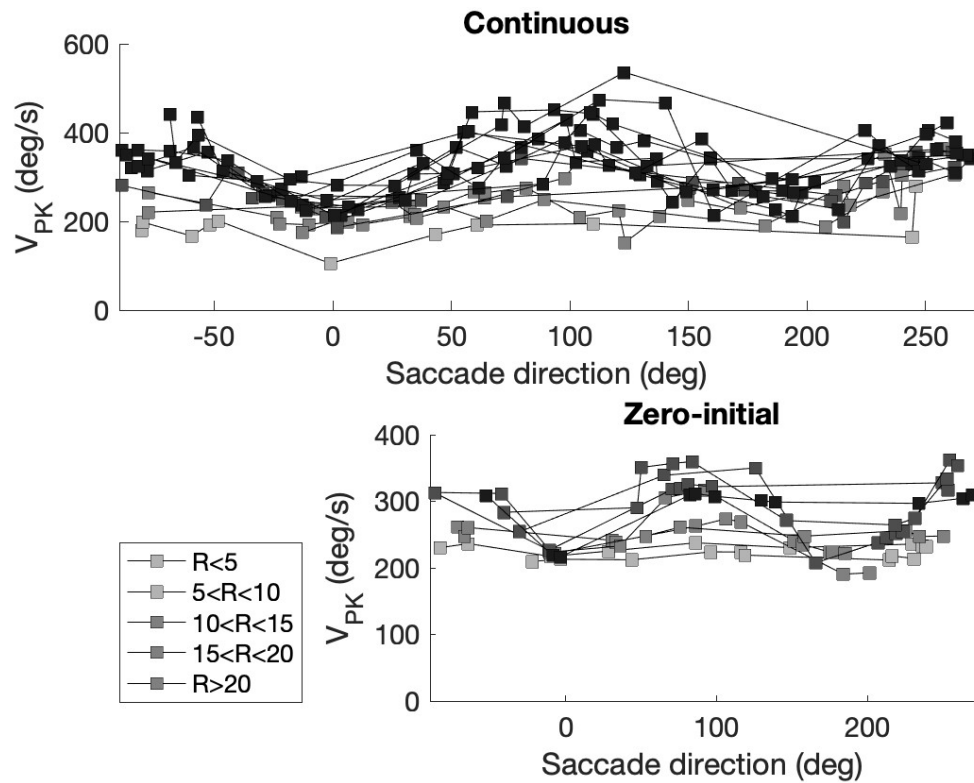 Continuous
600
400
200
0
V_PK (deg/s)
-50 0 50 100 150 200 250
Saccade direction (deg)
Zero-initial
400
300
200
100
0
V_PK (deg/s)
0 100 200
Saccade direction (deg)
R<5
5<R<10
10<R<15
15<R<20
R>20